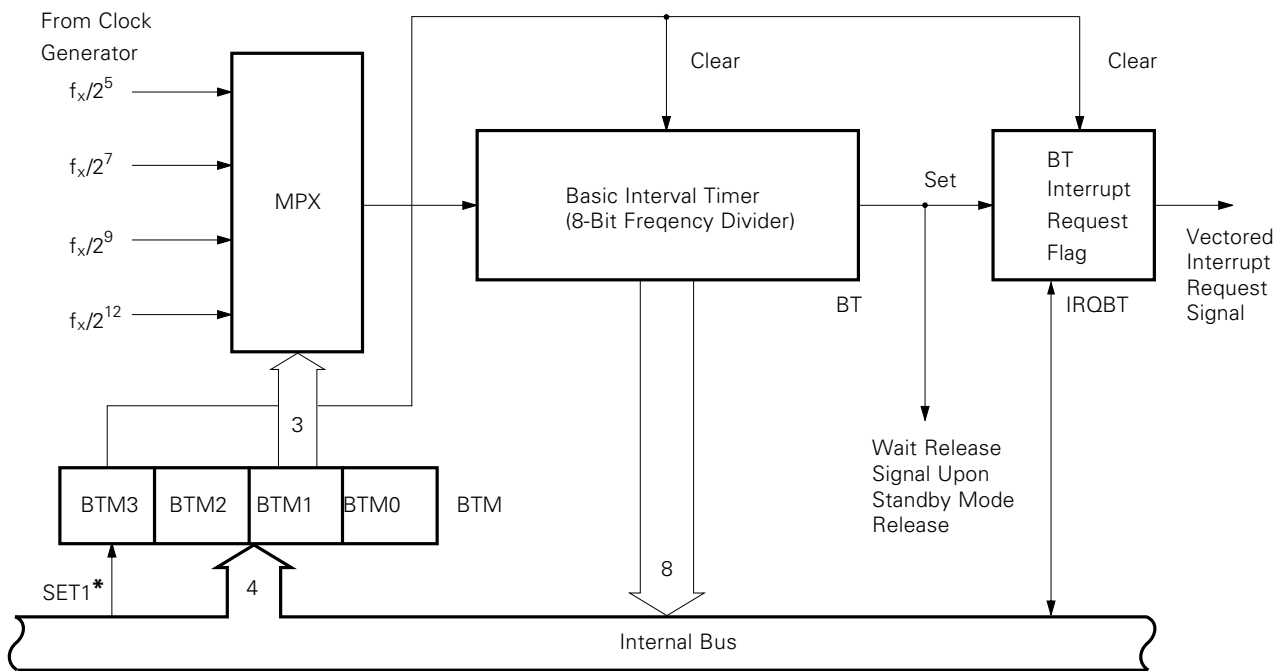 From Clock
Generator
fx/2^5
fx/2^7
fx/2^9
fx/2^12
MPX
Clear
Clear
Basic Interval Timer
(8-Bit Freqency Divider)
BT
Set
BT
Interrupt
Request
Flag
IRQBT
Vectored
Interrupt
Request
Signal
3
Wait Release
Signal Upon
Standby Mode
Release
BTM3 BTM2 BTM1 BTM0 BTM
SET1*
4
8
Internal Bus